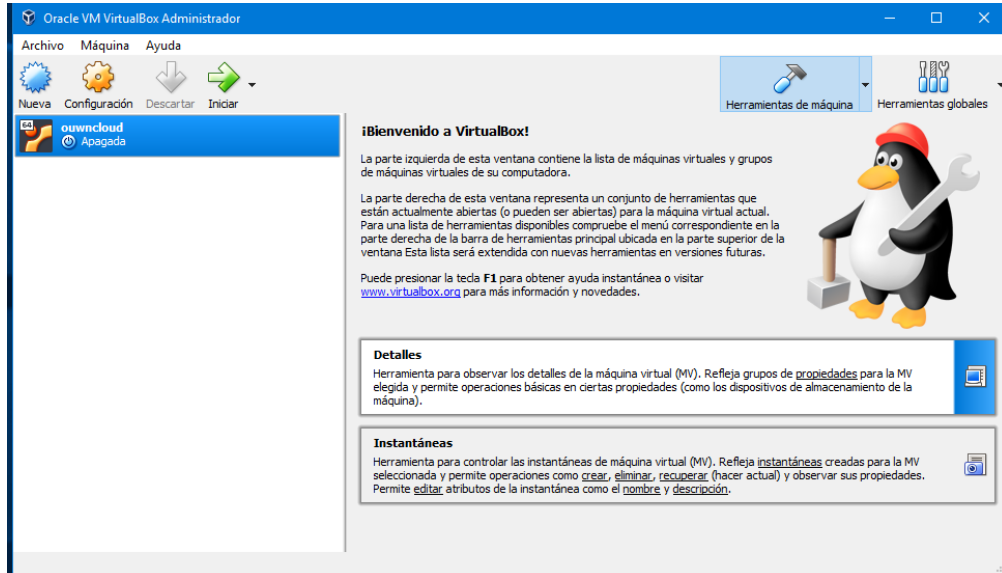 Oracle VM VirtualBox Administrador
Archivo Máquina Ayuda
Nueva Configuración Descartar Iniciar Herramientas de máquina Herramientas globales
64
ouwncloud
Apagada
¡Bienvenido a VirtualBox!
La parte izquierda de esta ventana contiene la lista de máquinas virtuales y grupos
de máquinas virtuales de su computadora.
La parte derecha de esta ventana representa un conjunto de herramientas que
están actualmente abiertas (o pueden ser abiertas) para la máquina virtual actual.
Para una lista de herramientas disponibles compruebe el menú correspondiente en la
parte derecha de la barra de herramientas principal ubicada en la parte superior de la
ventana Esta lista será extendida con nuevas herramientas en versiones futuras.
Puede presionar la tecla F1 para obtener ayuda instantánea o visitar
www.virtualbox.org para más información y novedades.
Detalles
Herramienta para observar los detalles de la máquina virtual (MV). Refleja grupos de propiedades para la MV
elegida y permite operaciones básicas en ciertas propiedades (como los dispositivos de almacenamiento de la
máquina).
Instantáneas
Herramienta para controlar las instantáneas de máquina virtual (MV). Refleja instantáneas creadas para la MV
seleccionada y permite operaciones como crear, eliminar, recuperar (hacer actual) y observar sus propiedades.
Permite editar atributos de la instantánea como el nombre y descripción.